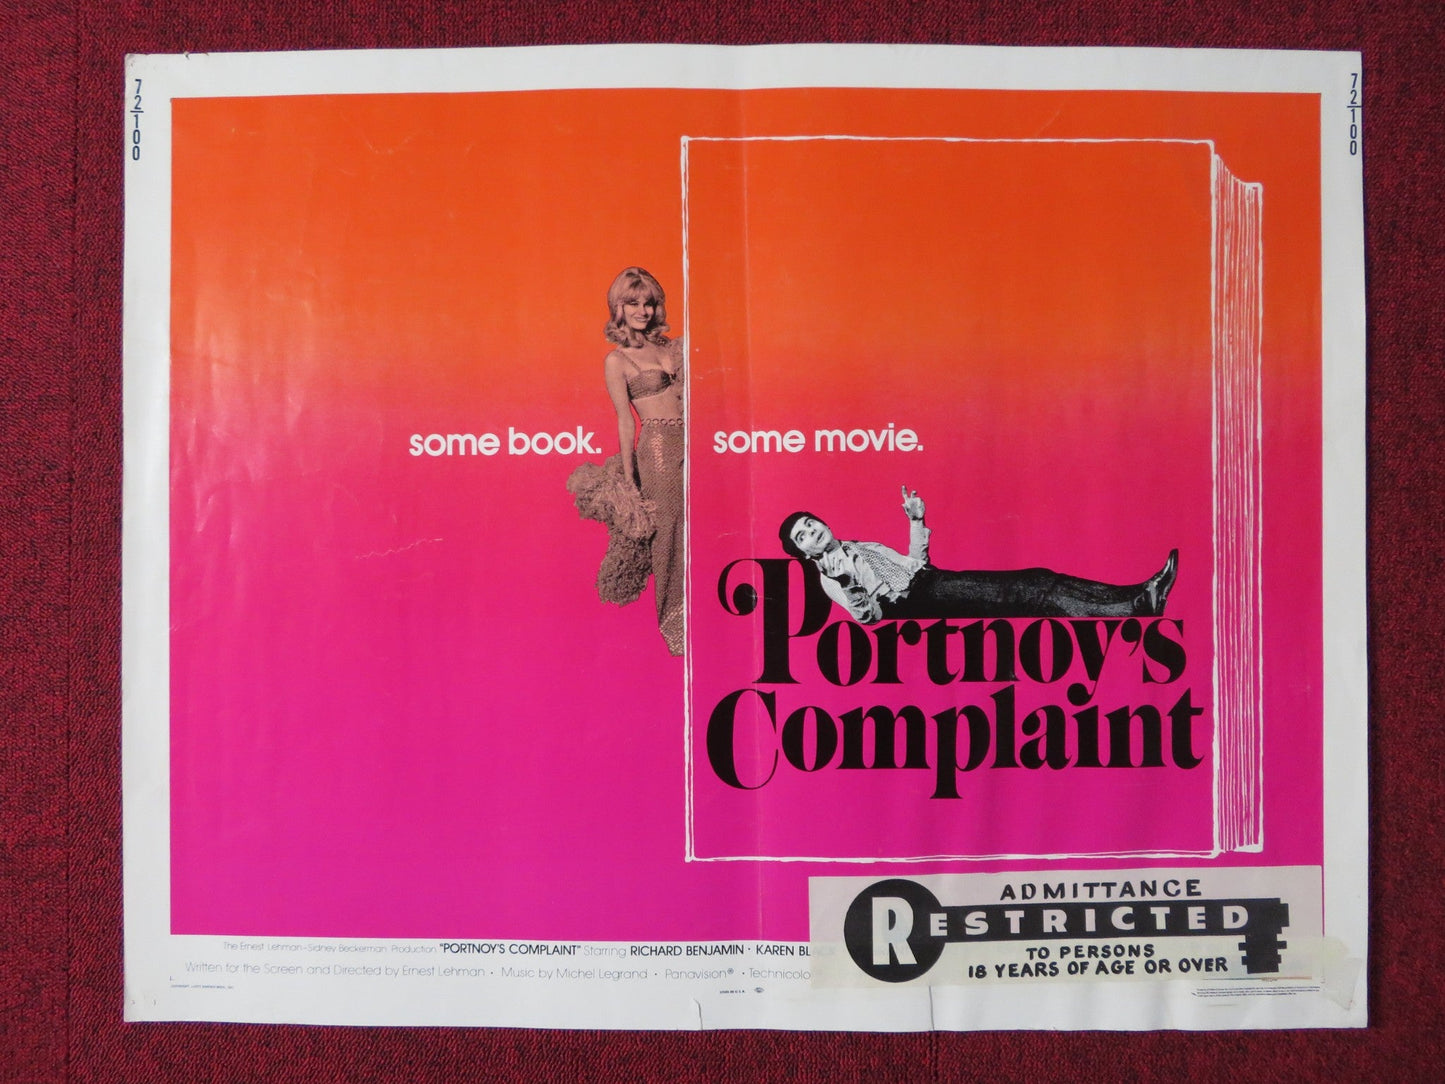 72-100
72-100
some book. some movie.
Portnoy's
Complaint
ADMITTANCE
RESTRICTED
TO PERSONS
18 YEARS OF AGE OR OVER
The Ernest Lehman-Sidney Beckerman Production "PORTNOY'S COMPLAINT" Starring RICHARD BENJAMIN · KAREN BLACK
Written for the Screen and Directed by Ernest Lehman · Music by Michel Legrand · Panavision® · Technicolo